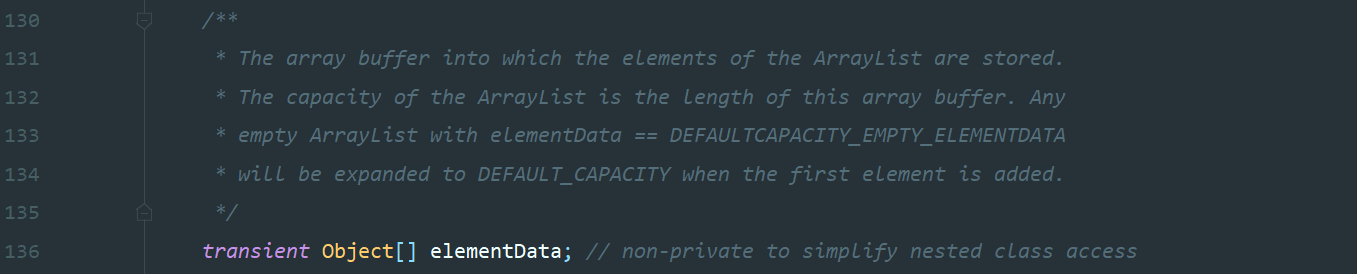 130 /**
131 * The array buffer into which the elements of the ArrayList are stored.
132 * The capacity of the ArrayList is the length of this array buffer. Any
133 * empty ArrayList with elementData == DEFAULTCAPACITY_EMPTY_ELEMENTDATA
134 * will be expanded to DEFAULT_CAPACITY when the first element is added.
135 */
136 transient Object[] elementData; // non-private to simplify nested class access